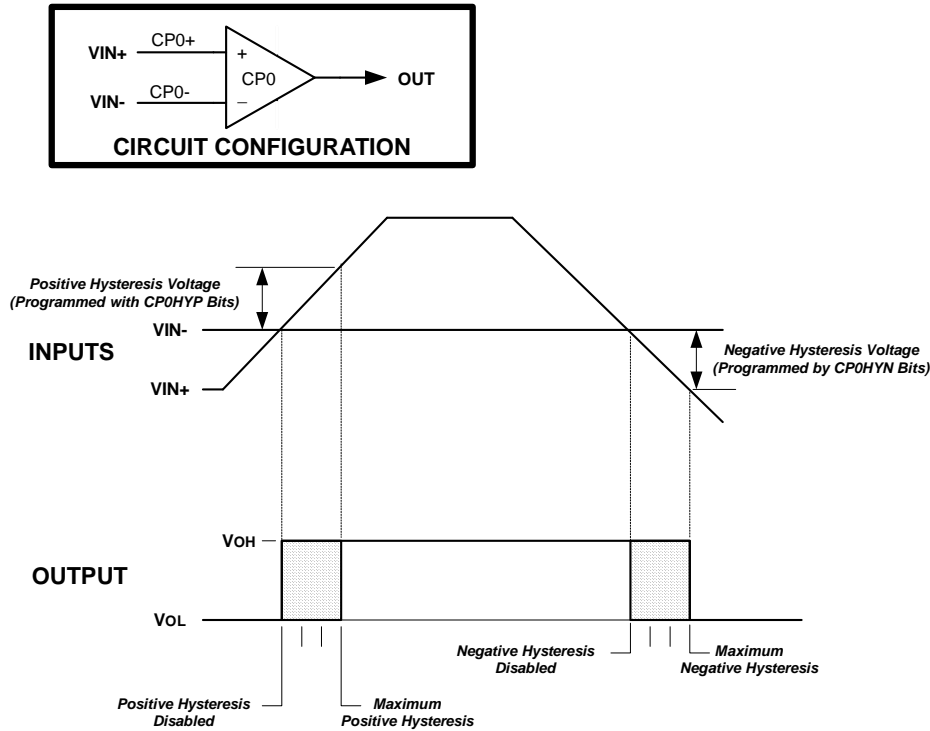 VIN+
CP0+
+
CP0
OUT
VIN-
CP0-
−
CIRCUIT CONFIGURATION
Positive Hysteresis Voltage
(Programmed with CP0HYP Bits)
VIN-
INPUTS
VIN+
Negative Hysteresis Voltage
(Programmed by CP0HYN Bits)
VOH
OUTPUT
VOL
Negative Hysteresis
Disabled
Maximum
Negative Hysteresis
Positive Hysteresis
Disabled
Maximum
Positive Hysteresis